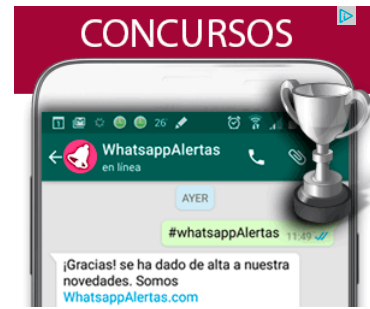 CONCURSOS
26
WhatsappAlertas
en línea
AYER
#whatsappAlertas 11:49
¡Gracias! se ha dado de alta a nuestra
novedades. Somos
WhatsappAlertas.com